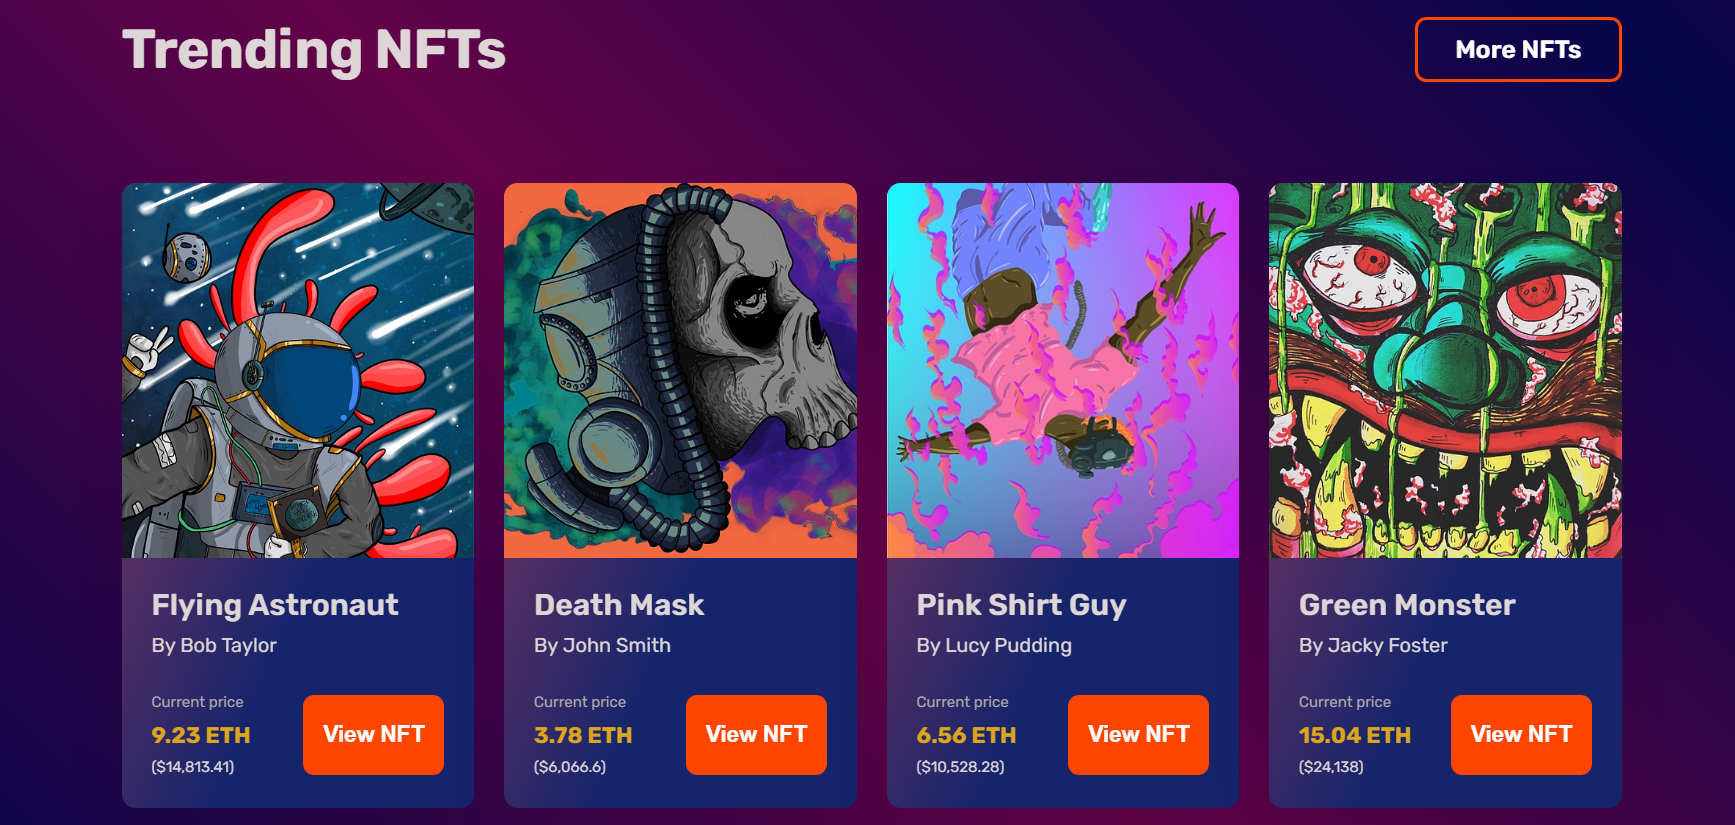 Trending NFTs
More NFTs
Flying Astronaut
By Bob Taylor
Current price
9.23 ETH
($14,813.41)
View NFT
Death Mask
By John Smith
Current price
3.78 ETH
($6,066.6)
View NFT
Pink Shirt Guy
By Lucy Pudding
Current price
6.56 ETH
($10,528.28)
View NFT
Green Monster
By Jacky Foster
Current price
15.04 ETH
($24,138)
View NFT